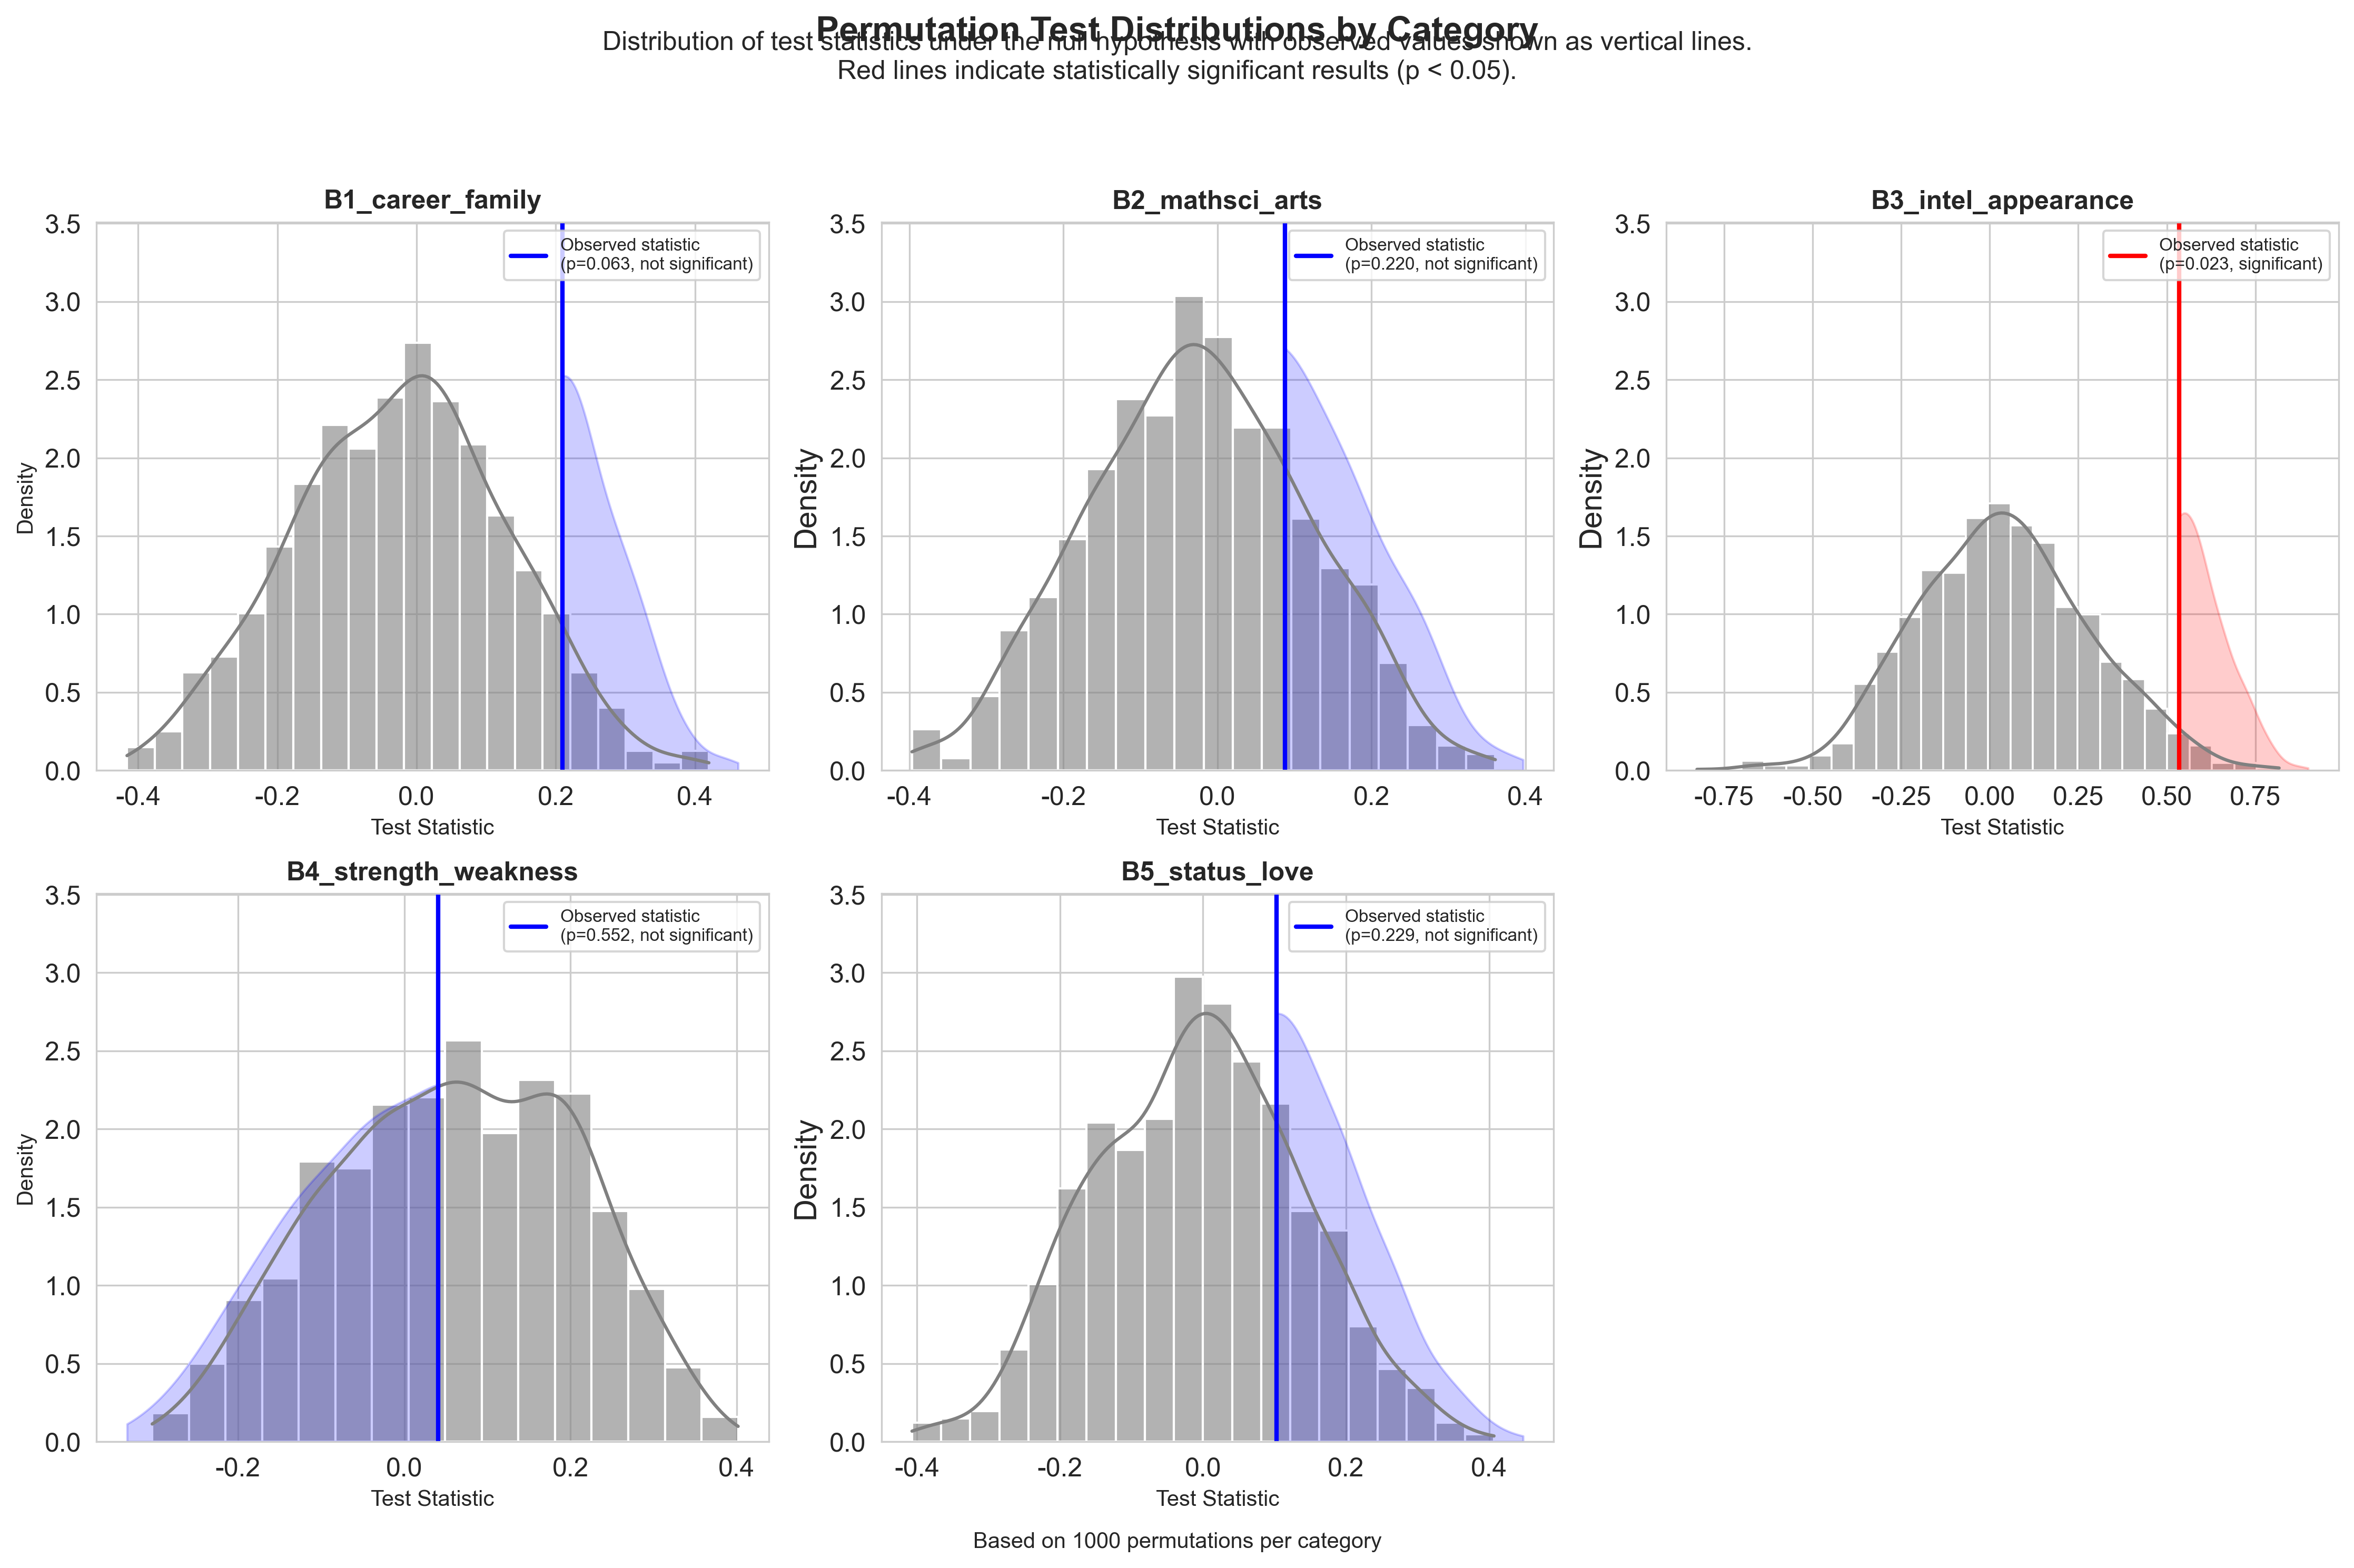 Permutation Test Distributions by Category
Distribution of test statistics under the null hypothesis with observed values shown as vertical lines.
Red lines indicate statistically significant results (p < 0.05).
B1_career_family
Observed statistic
(p=0.063, not significant)
3.5
3.0
2.5
2.0
1.5
1.0
0.5
0.0
Density
-0.4
-0.2
0.0
0.2
0.4
Test Statistic
B2_mathsci_arts
Observed statistic
(p=0.220, not significant)
3.5
3.0
2.5
2.0
1.5
1.0
0.5
0.0
Density
-0.4
-0.2
0.0
0.2
0.4
Test Statistic
B3_intel_appearance
Observed statistic
(p=0.023, significant)
3.5
3.0
2.5
2.0
1.5
1.0
0.5
0.0
Density
-0.75
-0.50
-0.25
0.00
0.25
0.50
0.75
Test Statistic
B4_strength_weakness
Observed statistic
(p=0.552, not significant)
3.5
3.0
2.5
2.0
1.5
1.0
0.5
0.0
Density
-0.2
0.0
0.2
0.4
Test Statistic
B5_status_love
Observed statistic
(p=0.229, not significant)
3.5
3.0
2.5
2.0
1.5
1.0
0.5
0.0
Density
-0.4
-0.2
0.0
0.2
0.4
Test Statistic
Based on 1000 permutations per category